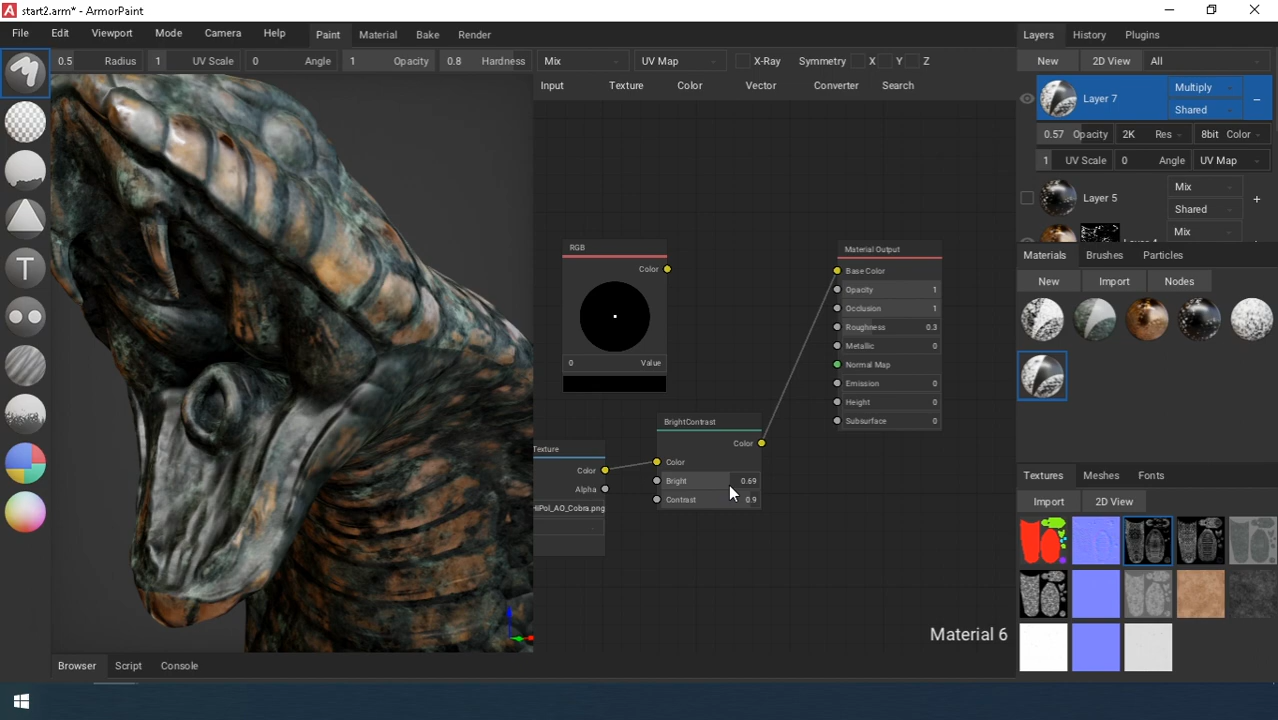 start2.arm* - ArmorPaint
File Edit Viewport Mode Camera Help Paint Material Bake Render
Layers History Plugins
0.5 Radius 1 UV Scale 0 Angle 1 Opacity 0.8 Hardness Mix UV Map X-Ray Symmetry X Y Z
New 2D View All
Input Texture Color Vector Converter Search
Layer 7 Multiply
Shared
0.57 Opacity 2K Res 8bit Color
1 UV Scale 0 Angle UV Map
Layer 5 Mix
Shared
Mix
Materials Brushes Particles
New Import Nodes
RGB
Color
0 Value
Material Output
Base Color
Opacity 1
Occlusion 1
Roughness 0.3
Metallic 0
Normal Map
Emission 0
Height 0
Subsurface 0
Texture
Color
Alpha
HiPol_AO_Cobra.png
BrightContrast
Color
Color
Bright 0.69
Contrast 0.9
Material 6
Textures Meshes Fonts
Import 2D View
Browser Script Console